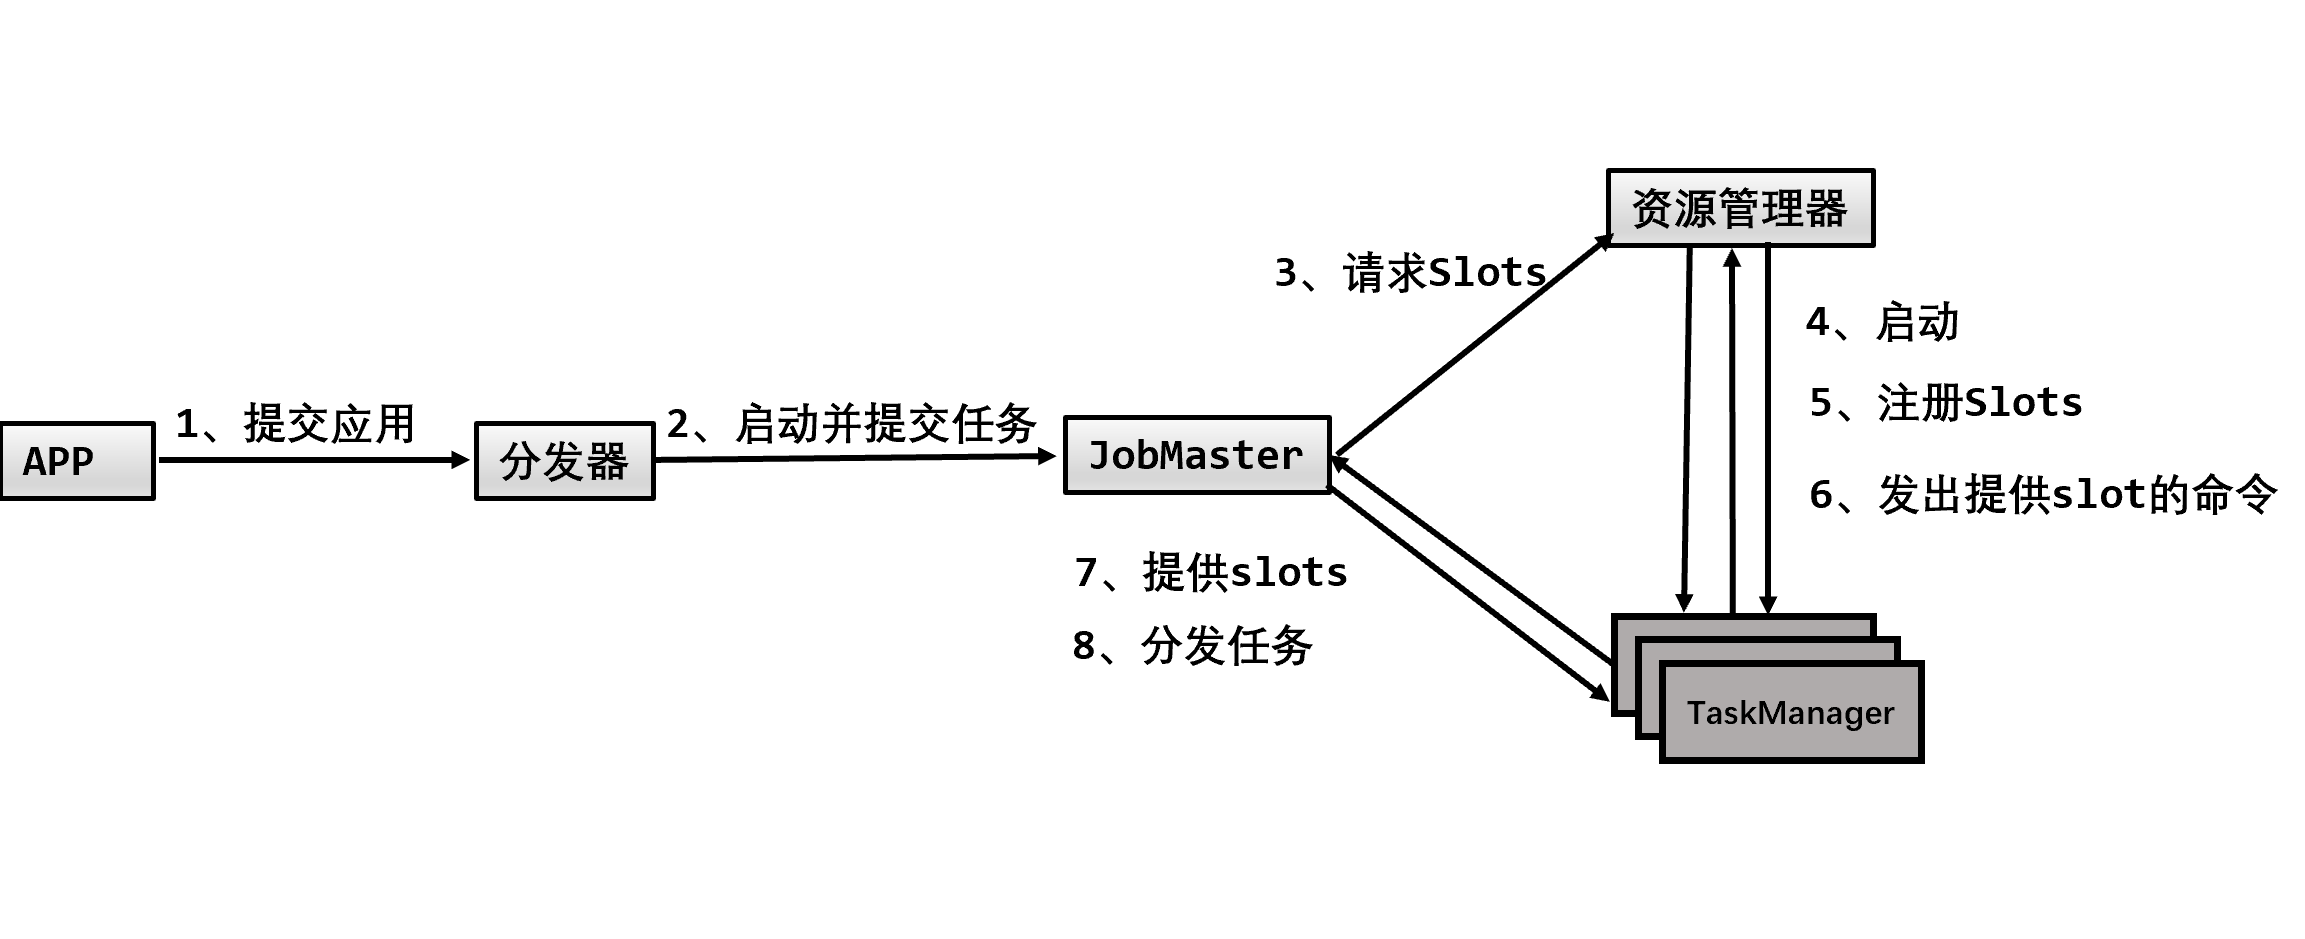 资源管理器
3、请求Slots
4、启动
5、注册Slots
APP
1、提交应用
分发器
2、启动并提交任务
JobMaster
6、发出提供slot的命令
7、提供slots
8、分发任务
TaskManager